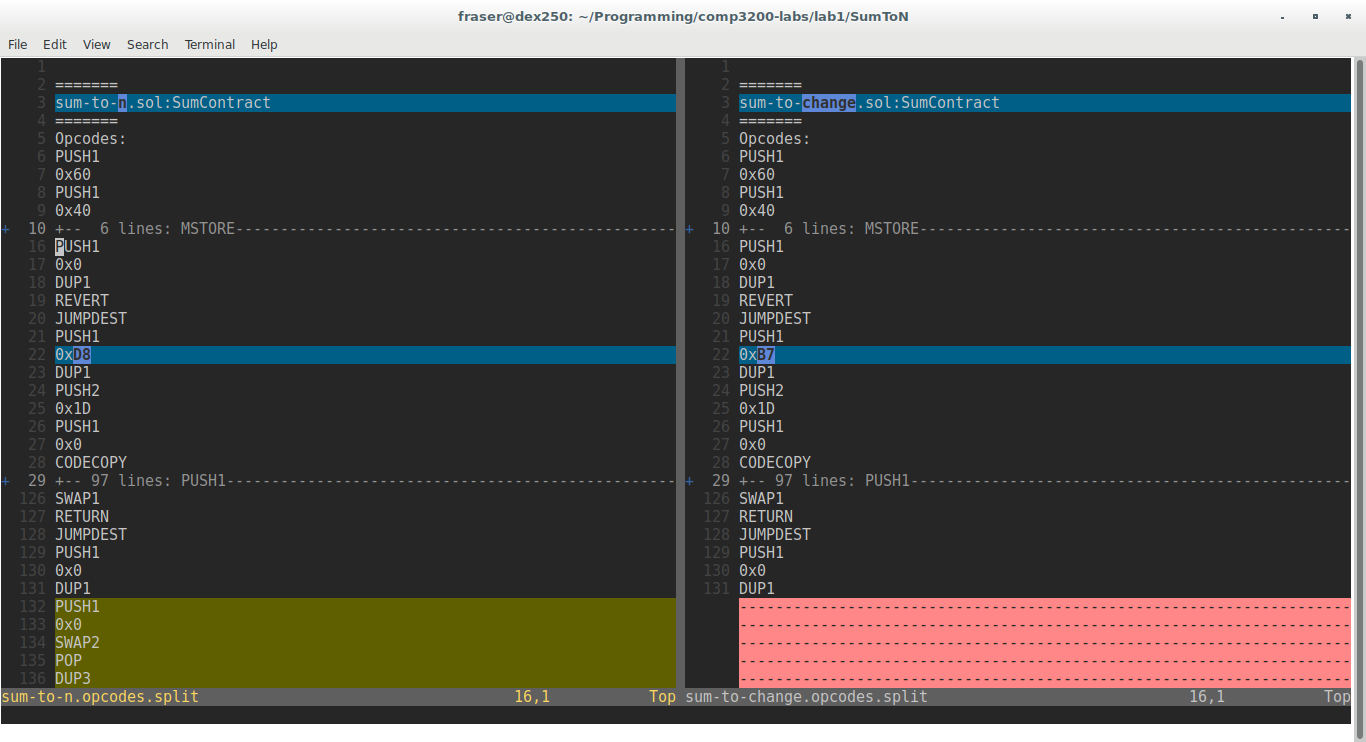 fraser@dex250: ~/Programming/comp3200-labs/lab1/SumToN
File Edit View Search Terminal Help
1
2 =======
3 sum-to-n.sol:SumContract
4 =======
5 Opcodes:
6 PUSH1
7 0x60
8 PUSH1
9 0x40
+ 10 +-- 6 lines: MSTORE-------------------------------------------------
16 PUSH1
17 0x0
18 DUP1
19 REVERT
20 JUMPDEST
21 PUSH1
22 0xD8
23 DUP1
24 PUSH2
25 0x1D
26 PUSH1
27 0x0
28 CODECOPY
+ 29 +-- 97 lines: PUSH1--------------------------------------------------
126 SWAP1
127 RETURN
128 JUMPDEST
129 PUSH1
130 0x0
131 DUP1
132 PUSH1
133 0x0
134 SWAP2
135 POP
136 DUP3
sum-to-n.opcodes.split 16,1 Top
1
2 =======
3 sum-to-change.sol:SumContract
4 =======
5 Opcodes:
6 PUSH1
7 0x60
8 PUSH1
9 0x40
+ 10 +-- 6 lines: MSTORE------------------------------------------------
16 PUSH1
17 0x0
18 DUP1
19 REVERT
20 JUMPDEST
21 PUSH1
22 0xB7
23 DUP1
24 PUSH2
25 0x1D
26 PUSH1
27 0x0
28 CODECOPY
+ 29 +-- 97 lines: PUSH1-------------------------------------------------
126 SWAP1
127 RETURN
128 JUMPDEST
129 PUSH1
130 0x0
131 DUP1
--------------------------------------------------------------------
--------------------------------------------------------------------
--------------------------------------------------------------------
--------------------------------------------------------------------
--------------------------------------------------------------------
sum-to-change.opcodes.split 16,1 Top